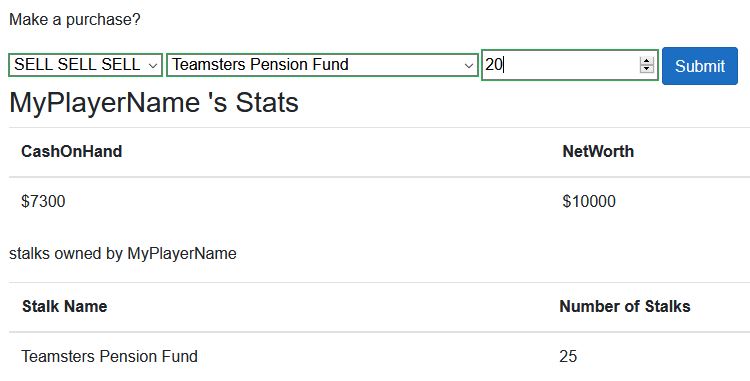 Make a purchase?
SELL SELL SELL Teamsters Pension Fund 20 Submit
MyPlayerName 's Stats
CashOnHand NetWorth
$7300 $10000
stalks owned by MyPlayerName
Stalk Name Number of Stalks
Teamsters Pension Fund 25